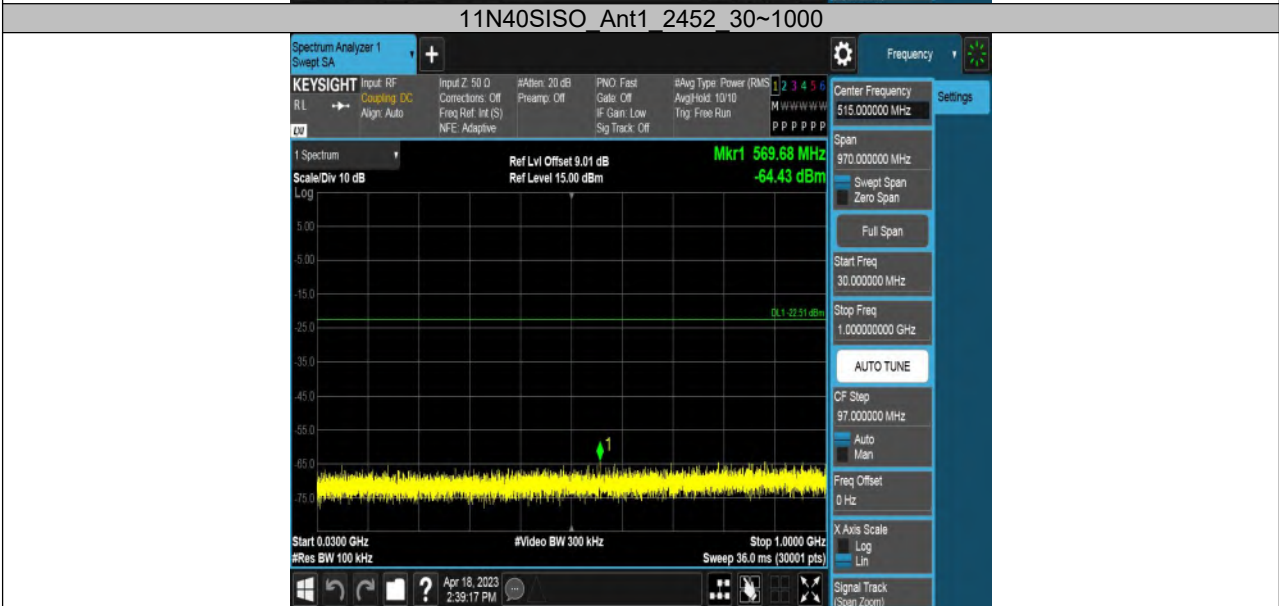 11N40SISO_Ant1_2452_30~1000
Spectrum Analyzer 1
Swept SA
Frequency
KEYSIGHT
RL
Input: RF
Coupling: DC
Align: Auto
Input Z: 50 Ω
Corrections: Off
Freq Ref: Int (S)
NFE: Adaptive
#Atten: 20 dB
Preamp: Off
PNO: Fast
Gate: Off
IF Gain: Low
Sig Track: Off
#Avg Type: Power (RMS
Avg|Hold: 10/10
Trig: Free Run
1 2 3 4 5 6
M W W W W W
P P P P P P
Settings
Center Frequency
515.000000 MHz
Span
970.000000 MHz
Swept Span
Zero Span
Full Span
Start Freq
30.000000 MHz
Stop Freq
1.000000000 GHz
AUTO TUNE
CF Step
97.000000 MHz
Auto
Man
Freq Offset
0 Hz
X Axis Scale
Log
Lin
Signal Track
(Span Zoom)
1 Spectrum
Scale/Div 10 dB
Log
Ref Lvl Offset 9.01 dB
Ref Level 15.00 dBm
Mkr1 569.68 MHz
-64.43 dBm
5.00
-5.00
-15.0
DL1 -22.51 dBm
-25.0
-35.0
-45.0
-55.0
1
-65.0
-75.0
Start 0.0300 GHz
#Video BW 300 kHz
Stop 1.0000 GHz
#Res BW 100 kHz
Sweep 36.0 ms (30001 pts)
?
Apr 18, 2023
2:39:17 PM